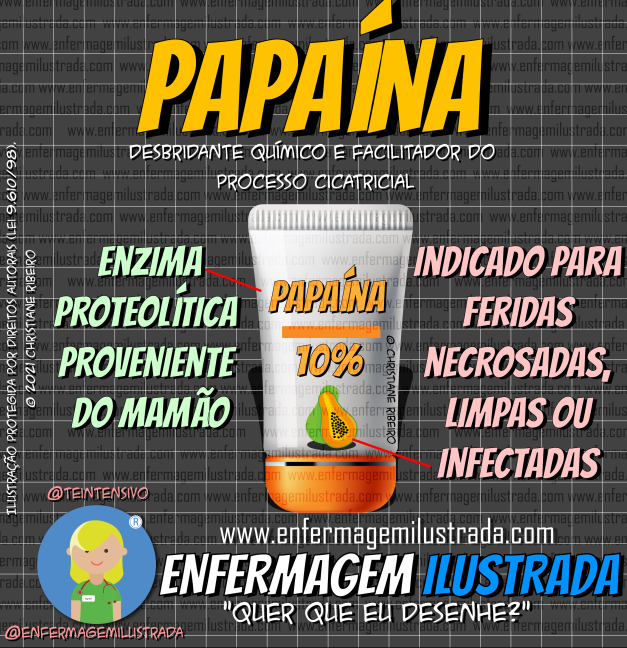 PAPAÍNA
DESBRIDANTE QUÍMICO E FACILITADOR DO
PROCESSO CICATRICIAL
ENZIMA
PROTEOLÍTICA
PROVENIENTE
DO MAMÃO
PAPAÍNA
10%
© CHRISTIANE RIBEIRO
INDICADO PARA
FERIDAS
NECROSADAS,
LIMPAS OU
INFECTADAS
ILUSTRAÇÃO PROTEGIDA POR DIREITOS AUTORAIS (LEI 9.610/98).
© 2021 CHRISTIANE RIBEIRO
@TEINTENSIVO
®
www.enfermagemilustrada.com
ENFERMAGEM ILUSTRADA
"QUER QUE EU DESENHE?"
@ENFERMAGEMILUSTRADA